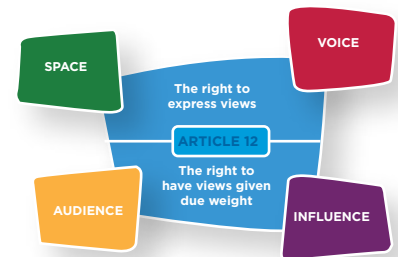 SPACE
VOICE
The right to
express views
ARTICLE 12
The right to
have views given
due weight
AUDIENCE
INFLUENCE